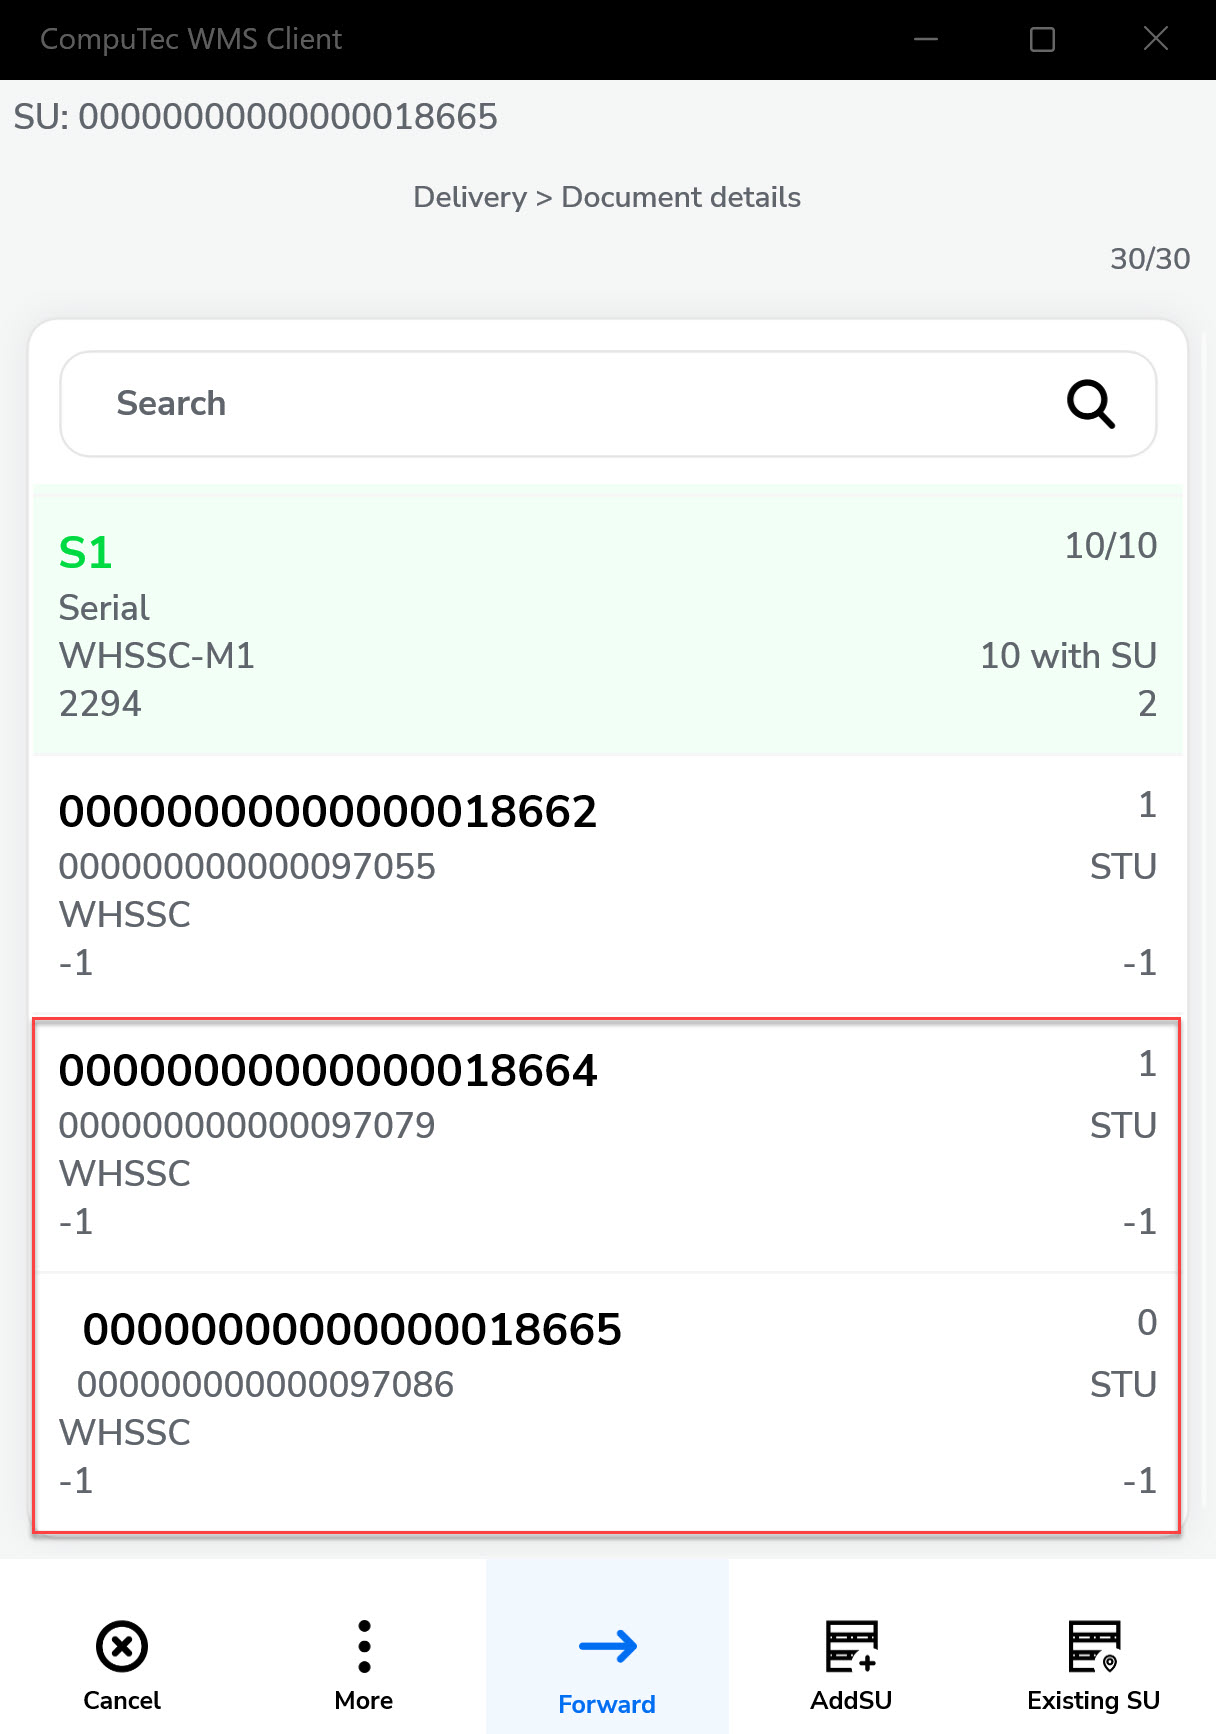 CompuTec WMS Client
SU: 00000000000000018665
Delivery > Document details
30/30
Search
S1
10/10
Serial
WHSSC-M1
10 with SU
2294
2
00000000000000018662
1
000000000000097055
STU
WHSSC
-1
-1
00000000000000018664
1
000000000000097079
STU
WHSSC
-1
-1
00000000000000018665
0
000000000000097086
STU
WHSSC
-1
-1
Cancel
More
Forward
AddSU
Existing SU